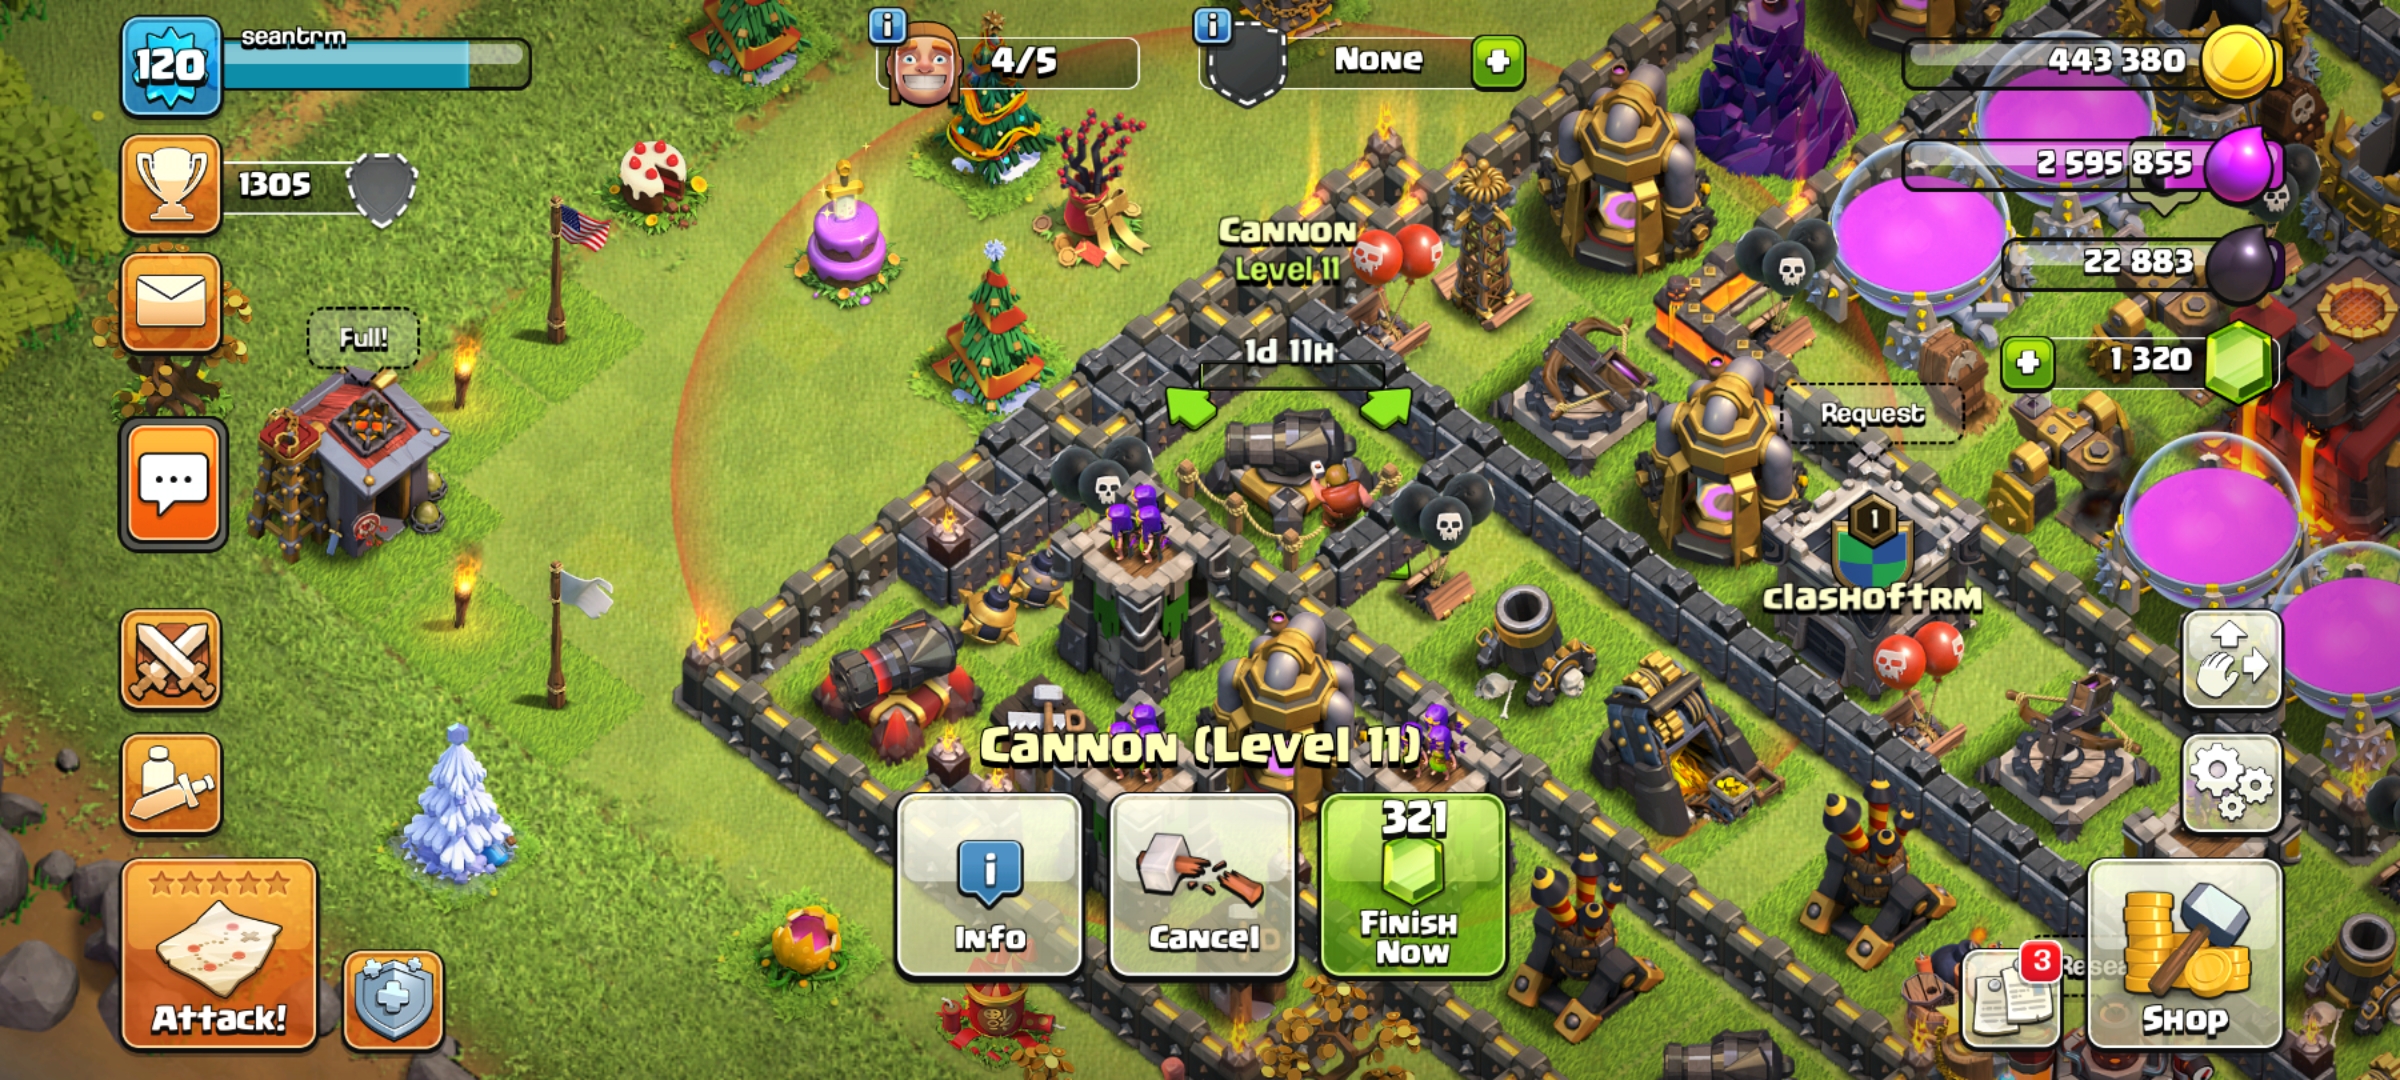 120
seantrm
4/5
None
443 380
1305
2 595 855
Cannon
Level 11
22 883
Full!
1d 11H
1 320
Request
1
clashoftRM
Cannon (Level 11)
321
Info
Cancel
Finish
Now
3
Resea
Attack!
Shop